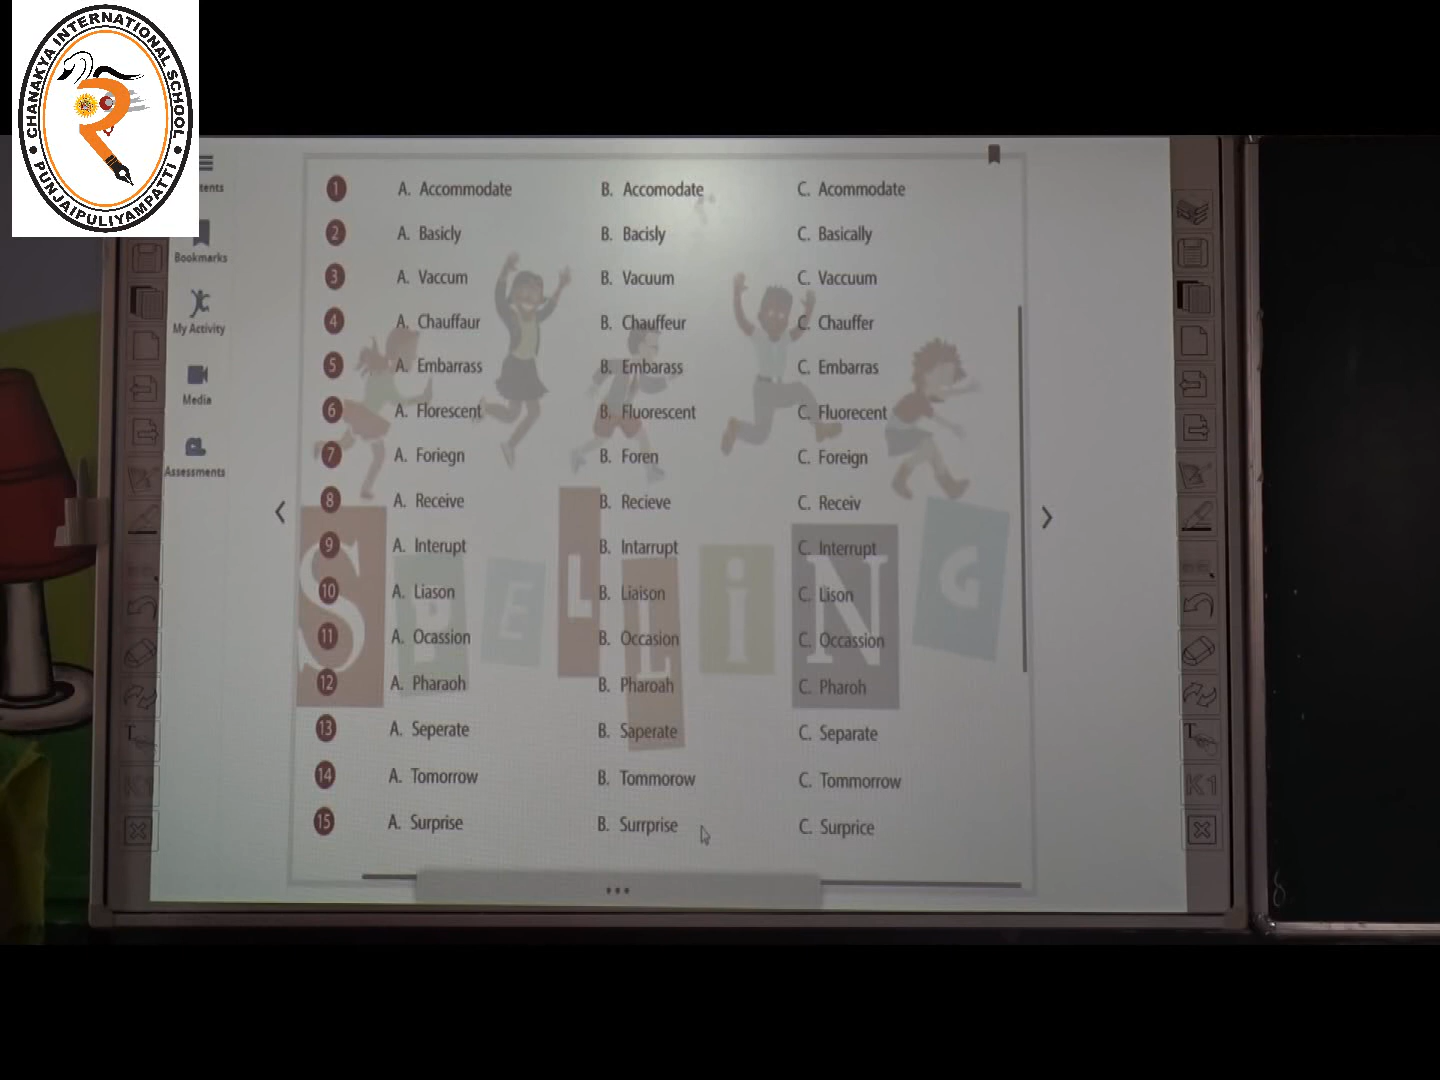 CHANAKYA INTERNATIONAL SCHOOL
PUNJAIPULIYAMPATTI
tents
Bookmarks
My Activity
Media
Assessments
1 A. Accommodate B. Accomodate C. Acommodate
2 A. Basicly B. Bacisly C. Basically
3 A. Vaccum B. Vacuum C. Vaccuum
4 A. Chauffaur B. Chauffeur C. Chauffer
5 A. Embarrass B. Embarass C. Embarras
6 A. Florescent B. Fluorescent C. Fluorecent
7 A. Foriegn B. Foren C. Foreign
8 A. Receive B. Recieve C. Receiv
9 A. Interupt B. Intarrupt C. Interrupt
10 A. Liason B. Liaison C. Lison
11 A. Ocassion B. Occasion C. Occassion
12 A. Pharaoh B. Pharoah C. Pharoh
13 A. Seperate B. Saperate C. Separate
14 A. Tomorrow B. Tommorow C. Tommorrow
15 A. Surprise B. Surrprise C. Surprice
SPELLiNG
T
K1
T
K1